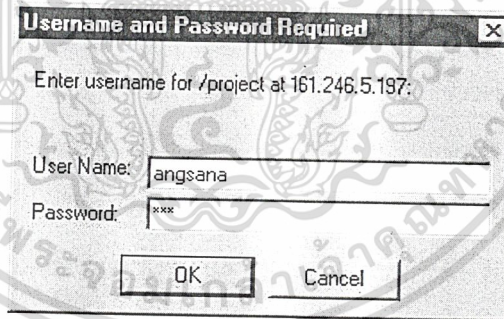 Username and Password Required
Enter username for /project at 161.246.5.197:
User Name: angsana
Password: ***
OK Cancel